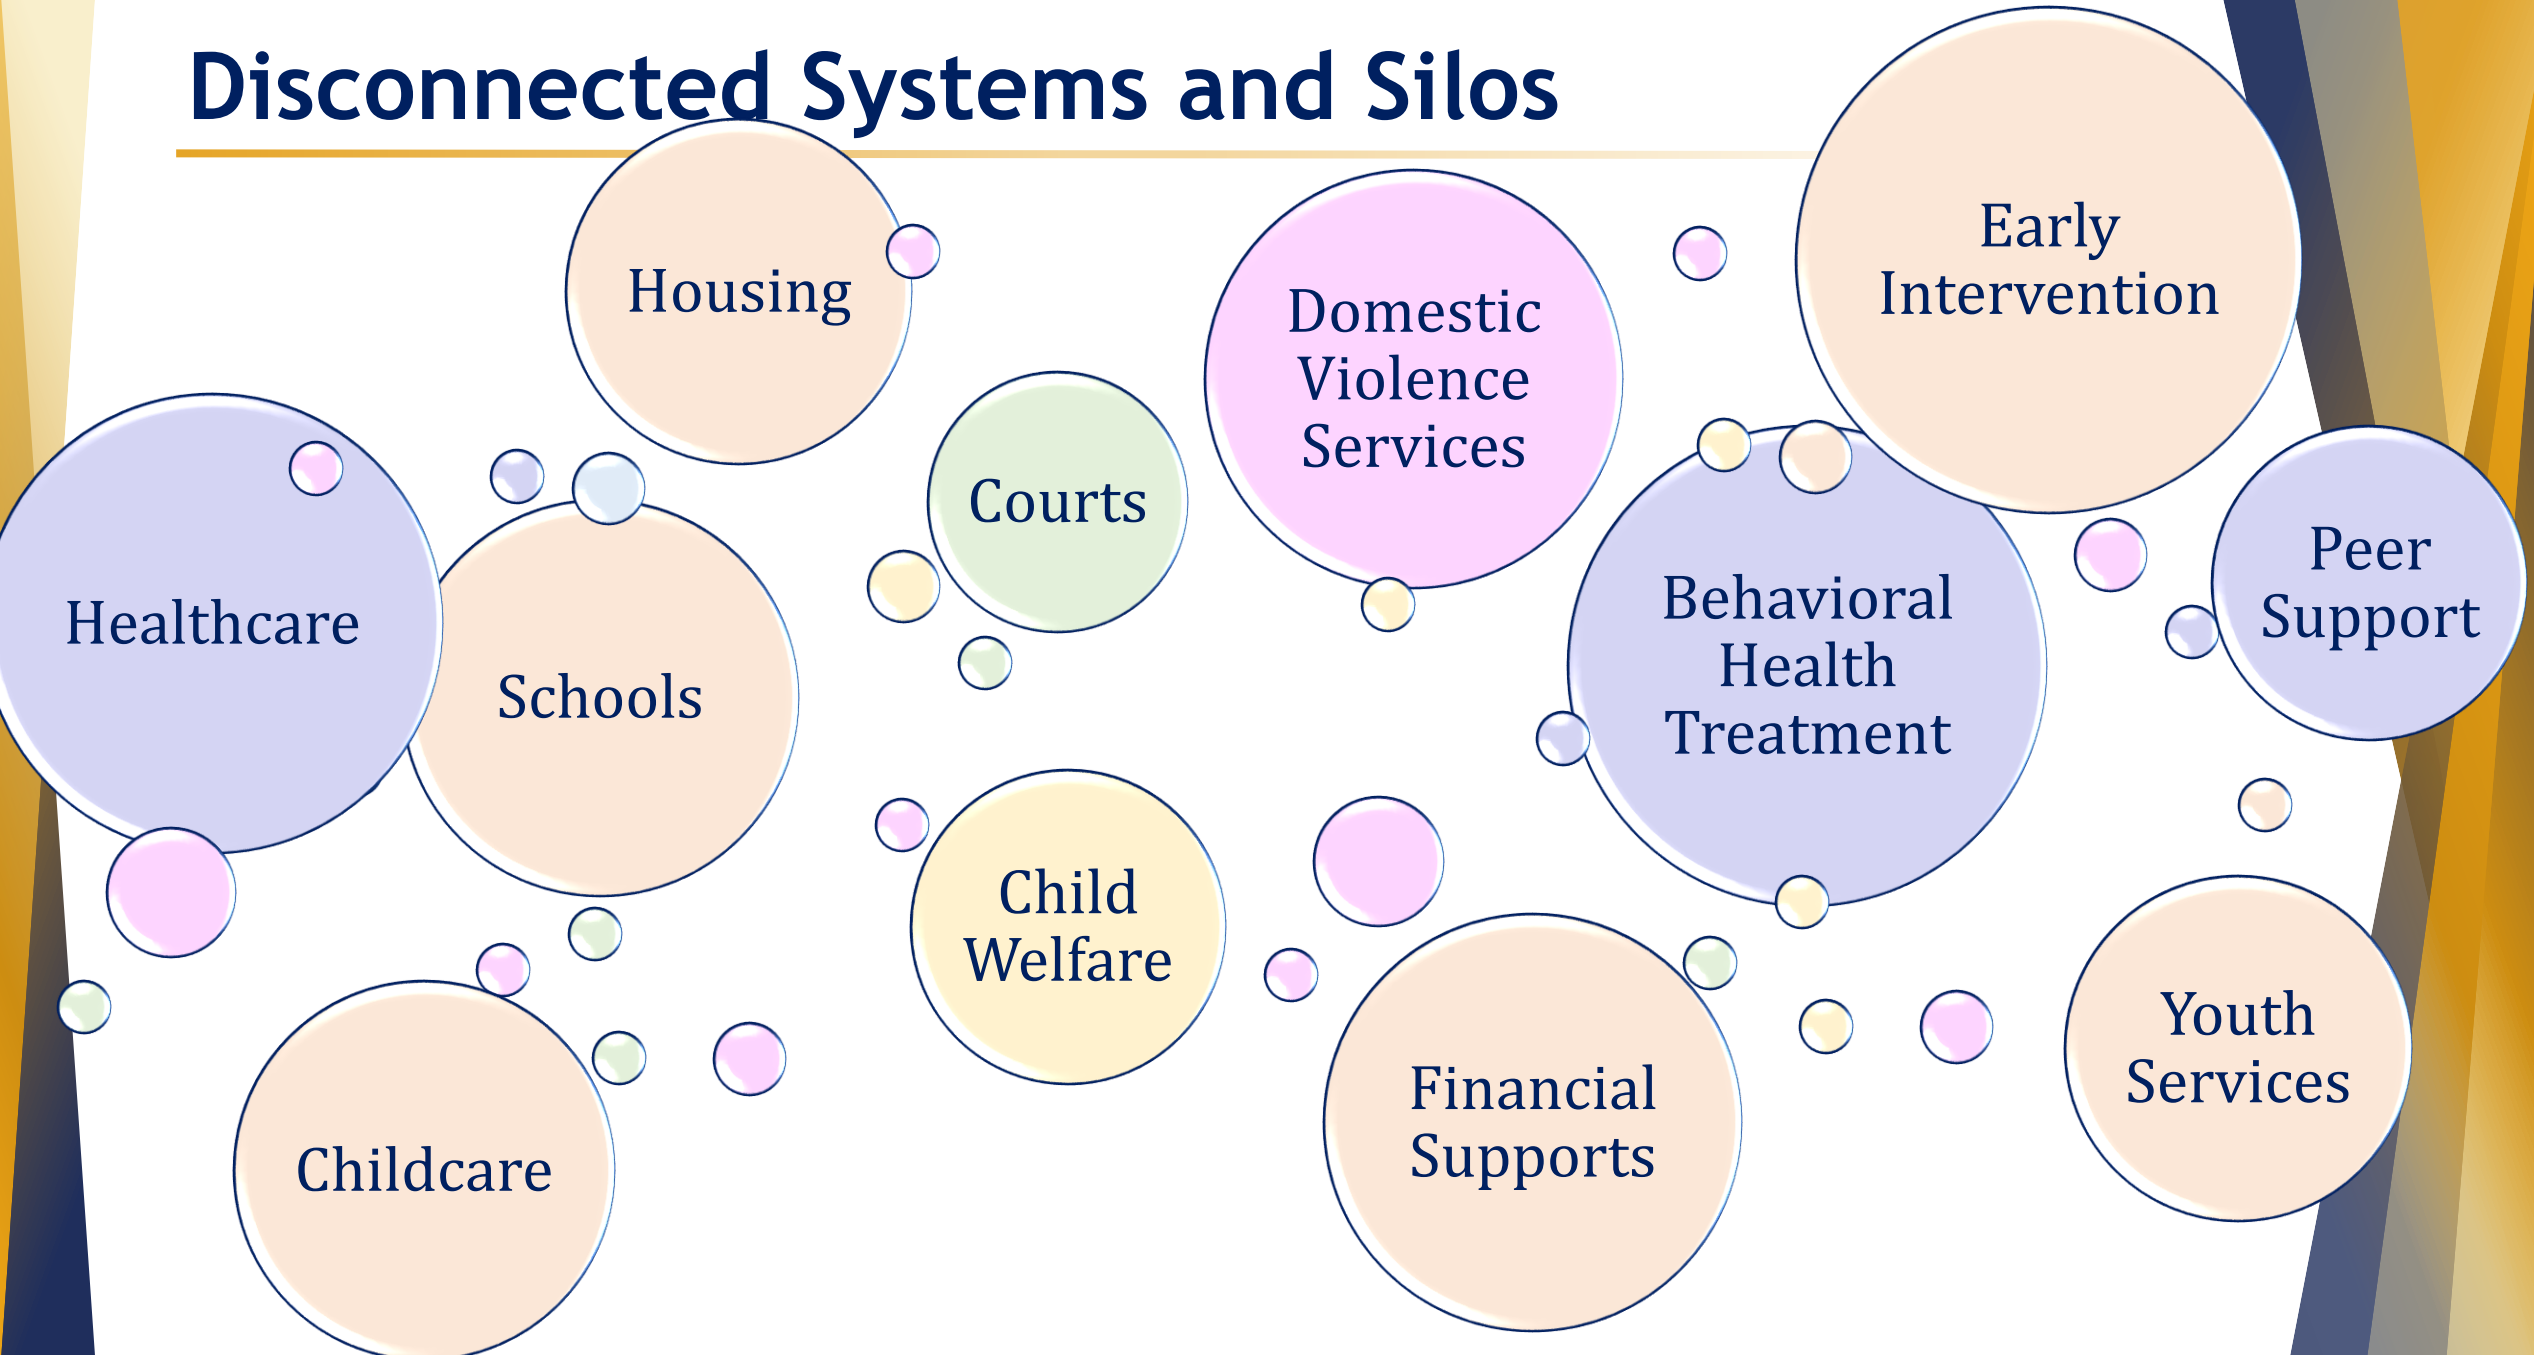 Disconnected Systems and Silos
Housing
Domestic
Violence
Services
Early
Intervention
Healthcare
Schools
Courts
Behavioral
Health
Treatment
Peer
Support
Child
Welfare
Childcare
Financial
Supports
Youth
Services